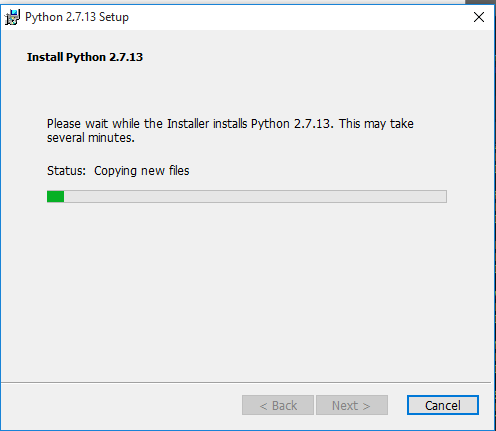 Python 2.7.13 Setup
Install Python 2.7.13
Please wait while the Installer installs Python 2.7.13. This may take
several minutes.
Status: Copying new files
< Back Next > Cancel